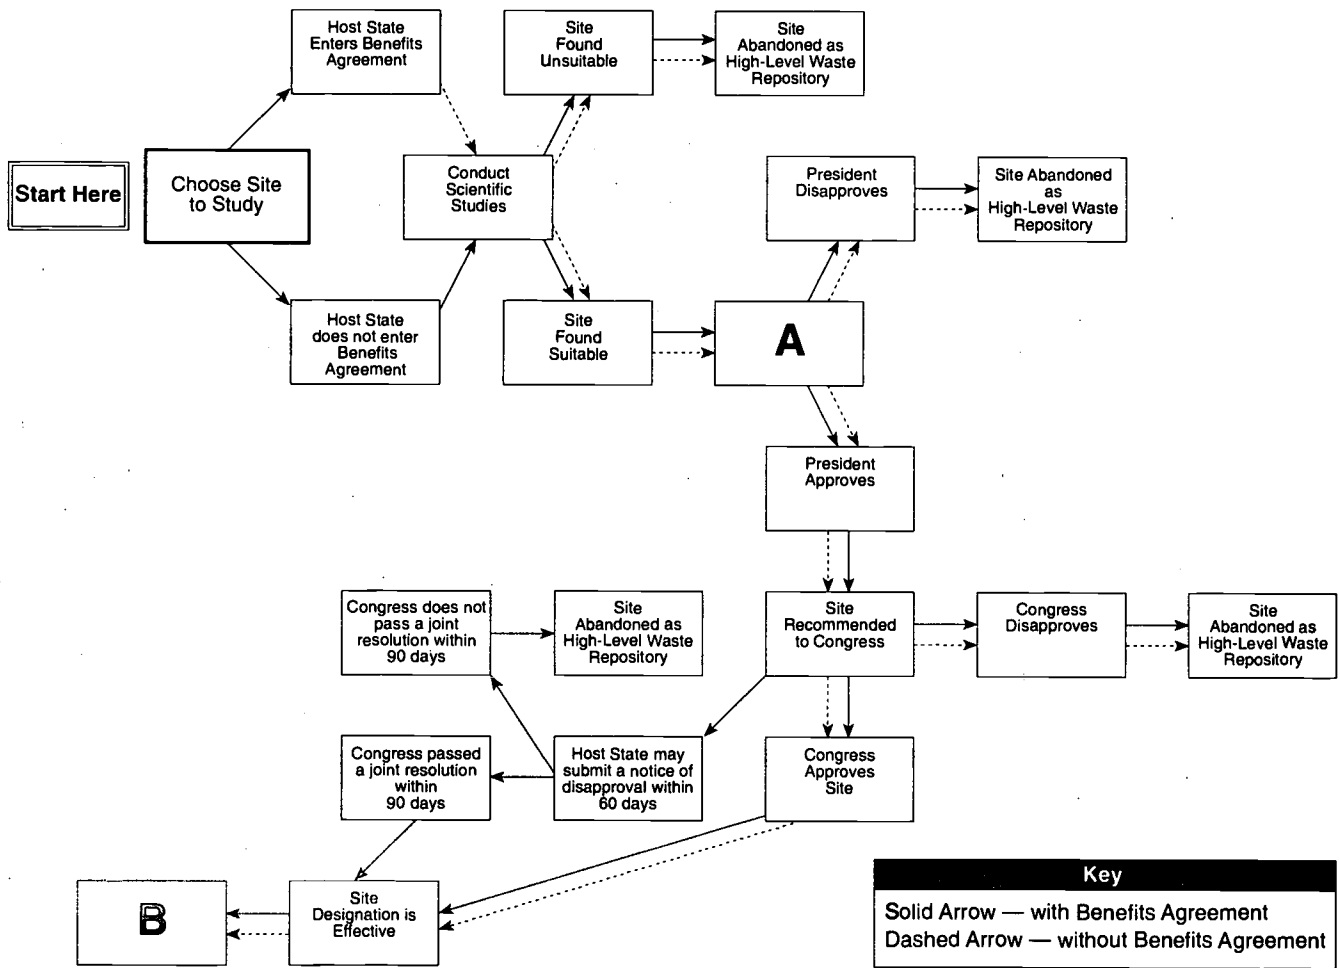 Host State
Enters Benefits
Agreement
Site
Found
Unsuitable
Site
Abandoned as
High-Level Waste
Repository
Start Here
Choose Site
to Study
Conduct
Scientific
Studies
President
Disapproves
Site Abandoned
as
High-Level Waste
Repository
Host State
does not enter
Benefits
Agreement
Site
Found
Suitable
A
President
Approves
Congress does not
pass a joint
resolution within
90 days
Site
Abandoned as
High-Level Waste
Repository
Site
Recommended
to Congress
Congress
Disapproves
Site
Abandoned as
High-Level Waste
Repository
Congress passed
a joint resolution
within
90 days
Host State may
submit a notice of
disapproval within
60 days
Congress
Approves
Site
B
Site
Designation is
Effective
Key
Solid Arrow — with Benefits Agreement
Dashed Arrow — without Benefits Agreement